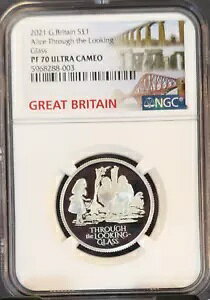 2021 G.Britain S£1
Alice Through the Looking
Glass
PF 70 ULTRA CAMEO
5968288-003
GREAT BRITAIN
NGC
THROUGH
THE LOOKING-
GLASS